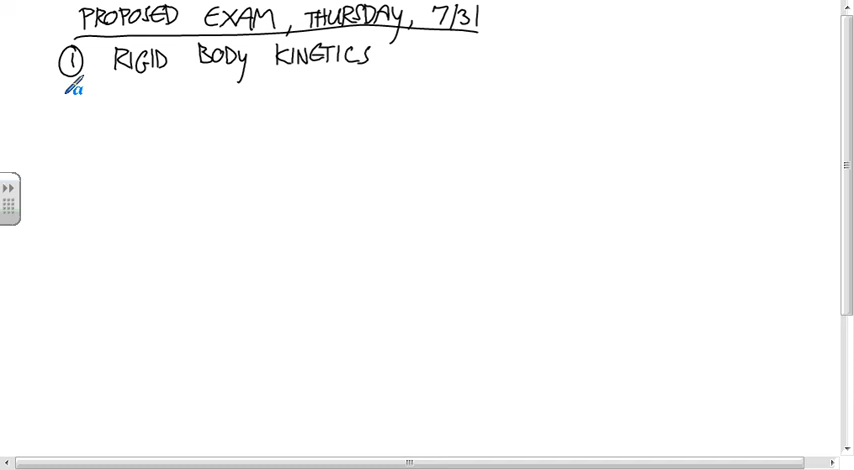 PROPOSED EXAM, THURSDAY, 7/31
① RIGID BODY KINETICS